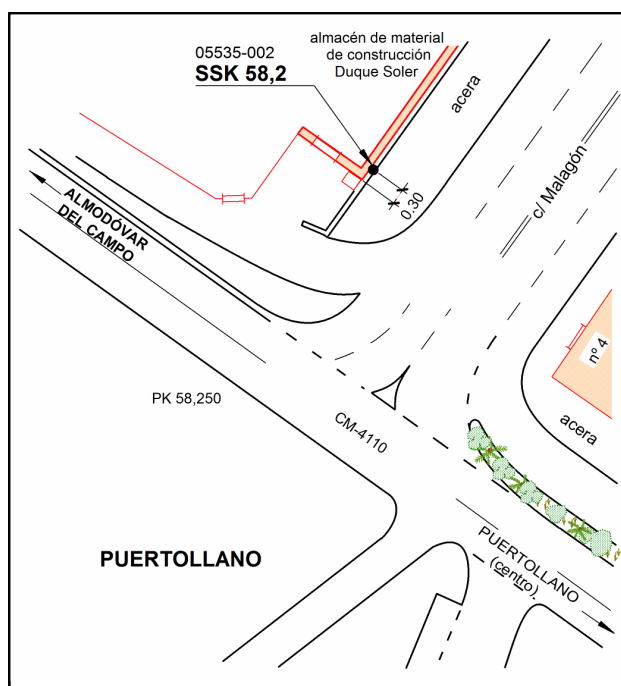 05535-002
SSK 58,2
almacén de material
de construcción
Duque Soler
acera
c/ Malagón
0.30
ALMODÓVAR
DEL CAMPO
nº 4
PK 58,250
CM-4110
acera
PUERTOLLANO
PUERTOLLANO
(centro)